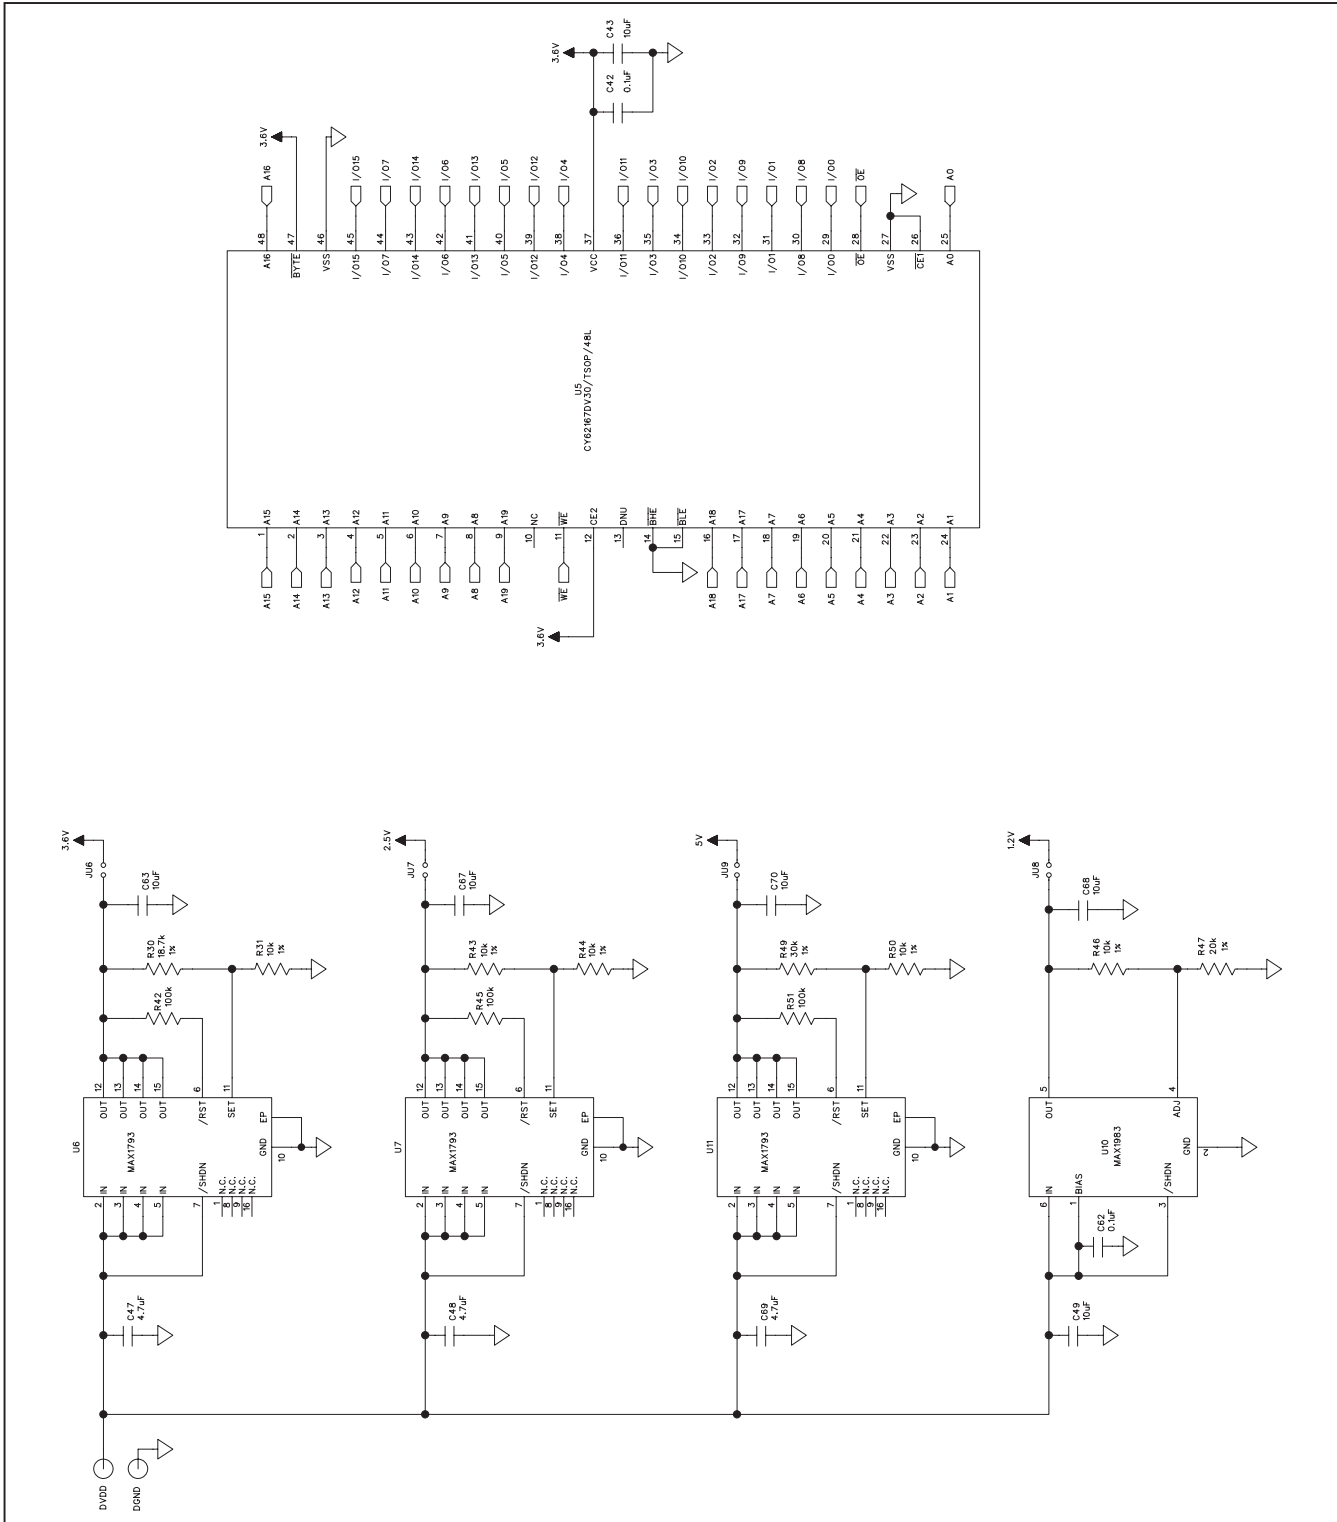 C43
10uF
3.6V
C42
0.1uF
3.6V
A16
I/O15
I/O7
I/O14
I/O6
I/O13
I/O5
I/O12
I/O4
I/O11
I/O3
I/O10
I/O2
I/O9
I/O1
I/O8
I/O0
OE
A0
48
47
46
45
44
43
42
41
40
39
38
37
36
35
34
33
32
31
30
29
28
27
26
25
A16
BYTE
VSS
I/O15
I/O7
I/O14
I/O6
I/O13
I/O5
I/O12
I/O4
VCC
I/O11
I/O3
I/O10
I/O2
I/O9
I/O1
I/O8
I/O0
OE
VSS
CE1
A0
U5
CY62167DV30/TSOP/48L
A15
A14
A13
A12
A11
A10
A9
A8
A19
NC
WE
CE2
DNU
BHE
BLE
A18
A17
A7
A6
A5
A4
A3
A2
A1
1
2
3
4
5
6
7
8
9
10
11
12
13
14
15
16
17
18
19
20
21
22
23
24
A15
A14
A13
A12
A11
A10
A9
A8
A19
WE
A18
A17
A7
A6
A5
A4
A3
A2
A1
3.6V
3.6V
JU6
C63
10uF
R30
18.7k
1%
R31
10k
1%
R42
100k
12
13
14
15
6
11
OUT
OUT
OUT
OUT
/RST
SET
EP
GND
10
U6
MAX1793
IN
IN
IN
IN
/SHDN
N.C.
N.C.
N.C.
N.C.
2
3
4
5
7
1
8
9
16
C47
4.7uF
2.5V
JU7
C67
10uF
R43
10k
1%
R44
10k
1%
R45
100k
12
13
14
15
6
11
OUT
OUT
OUT
OUT
/RST
SET
EP
GND
10
U7
MAX1793
IN
IN
IN
IN
/SHDN
N.C.
N.C.
N.C.
N.C.
2
3
4
5
7
1
8
9
16
C48
4.7uF
5V
JU9
C70
10uF
R49
30k
1%
R50
10k
1%
R51
100k
12
13
14
15
6
11
OUT
OUT
OUT
OUT
/RST
SET
EP
GND
10
U11
MAX1793
IN
IN
IN
IN
/SHDN
N.C.
N.C.
N.C.
N.C.
2
3
4
5
7
1
8
9
16
C69
4.7uF
1.2V
JU8
C68
10uF
R46
10k
1%
R47
20k
1%
5
4
OUT
ADJ
GND
2
U10
MAX1983
IN
BIAS
/SHDN
6
1
3
C62
0.1uF
C49
10uF
DVDD
DGND